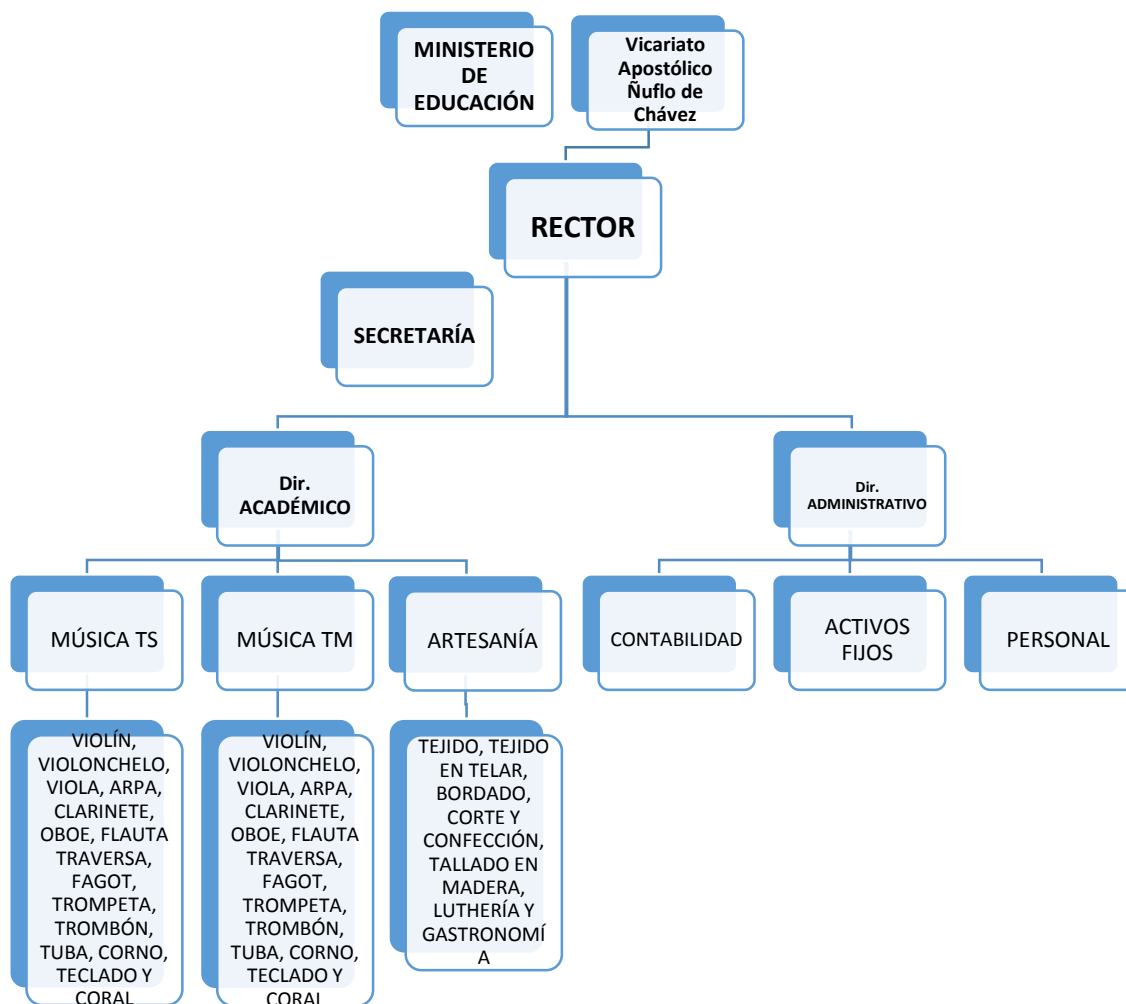 MINISTERIO
DE
EDUCACIÓN
Vicariato
Apostólico
Ñuflo de
Chávez
RECTOR
SECRETARÍA
Dir.
ACADÉMICO
Dir.
ADMINISTRATIVO
MÚSICA TS
MÚSICA TM
ARTESANÍA
CONTABILIDAD
ACTIVOS
FIJOS
PERSONAL
VIOLÍN,
VIOLONCHELO,
VIOLA, ARPA,
CLARINETE,
OBOE, FLAUTA
TRAVERSA,
FAGOT,
TROMPETA,
TROMBÓN,
TUBA, CORNO,
TECLADO Y
CORAL
VIOLÍN,
VIOLONCHELO,
VIOLA, ARPA,
CLARINETE,
OBOE, FLAUTA
TRAVERSA,
FAGOT,
TROMPETA,
TROMBÓN,
TUBA, CORNO,
TECLADO Y
CORAL
TEJIDO, TEJIDO
EN TELAR,
BORDADO,
CORTE Y
CONFECCIÓN,
TALLADO EN
MADERA,
LUTHERÍA Y
GASTRONOMÍ
A